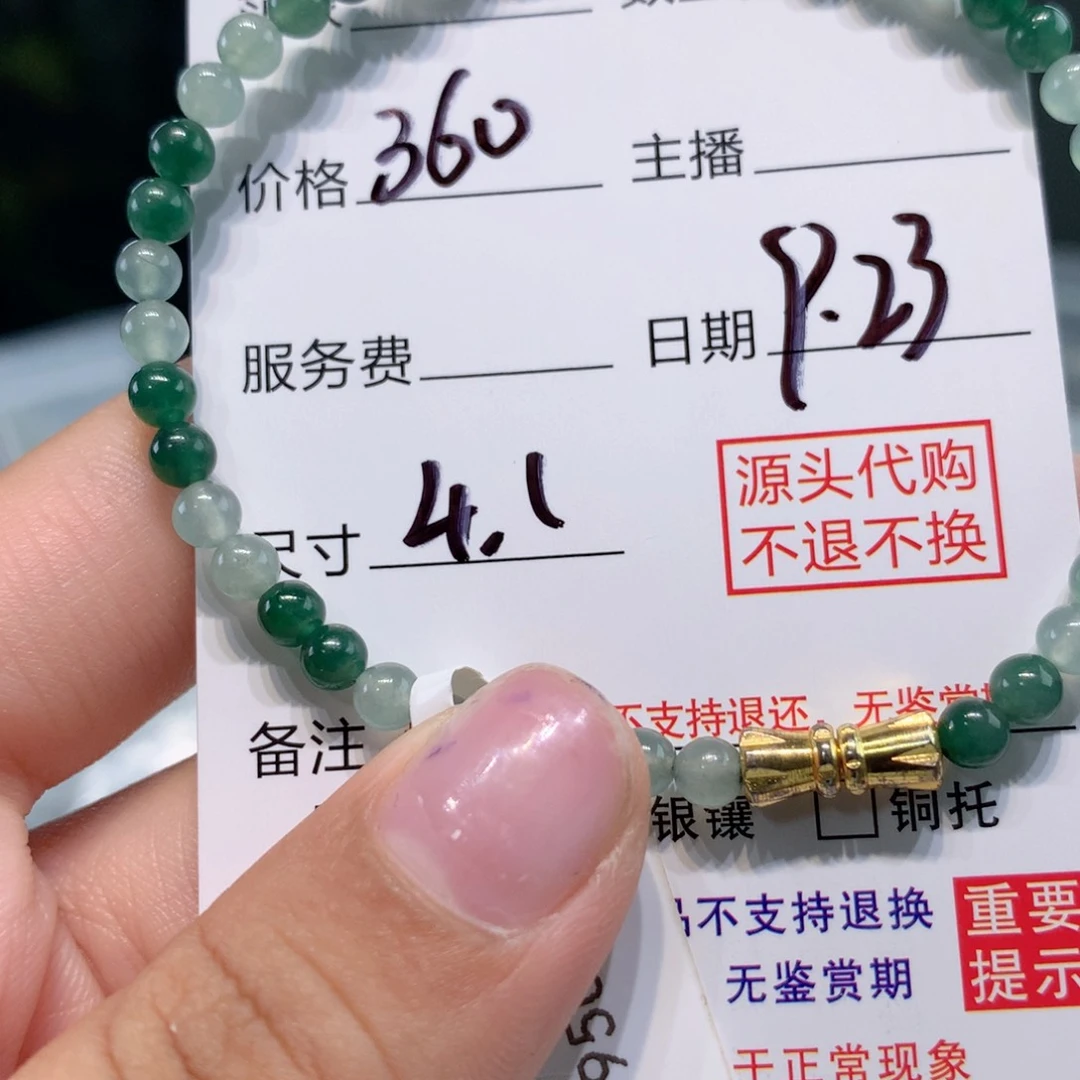 价格 360 主播
服务费 日期 9.23
尺寸 4.1
源头代购
不退不换
不支持退还，无鉴赏
备注
银镶 铜托
不支持退换
无鉴赏期
重要
提示
于正常现象